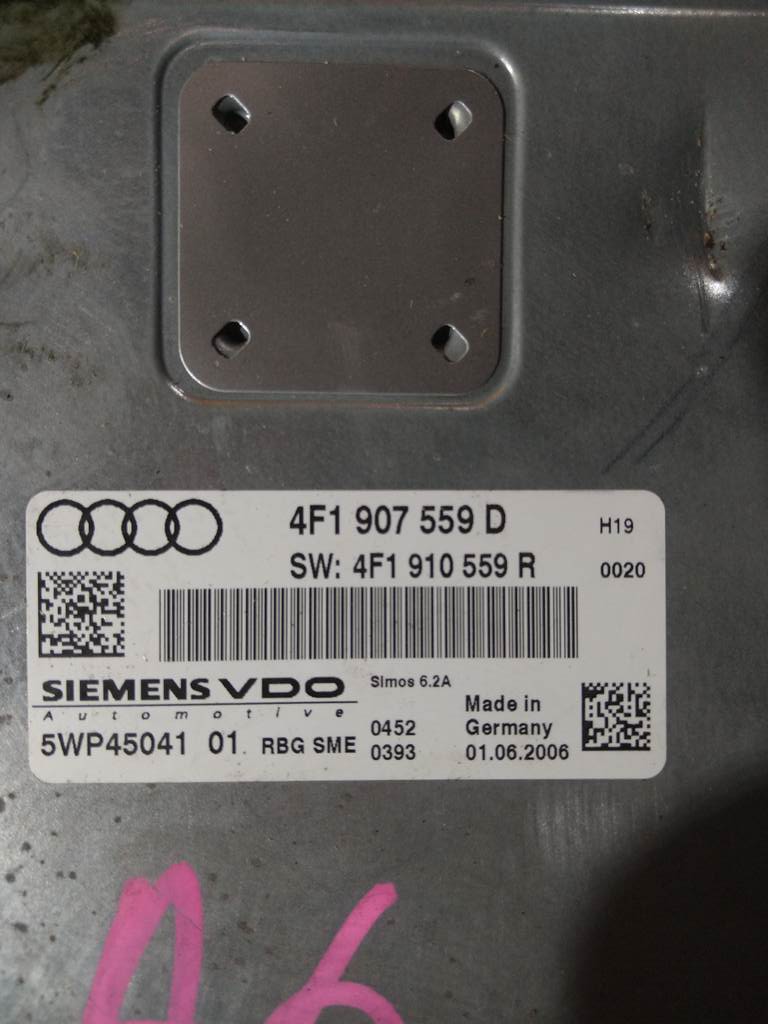 4F1 907 559 D
H19
SW: 4F1 910 559 R
0020
SIEMENS VDO
Automotive
Simos 6.2A
5WP45041 01 RBG SME
0452
0393
Made in
Germany
01.06.2006
A6